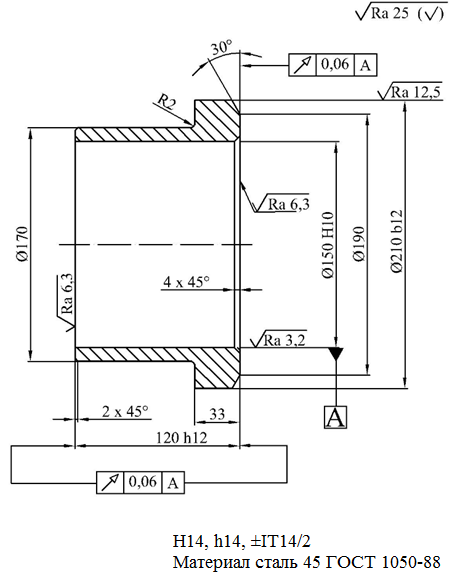 Ra 25 (√)
30°
0,06 A
R2
Ra 12,5
Ra 6,3
Ø170
Ra 6,3
4 x 45°
Ø150 H10
Ø190
Ø210 b12
Ra 3,2
A
2 x 45°
33
120 h12
0,06 A
H14, h14, ±IT14/2
Материал сталь 45 ГОСТ 1050-88